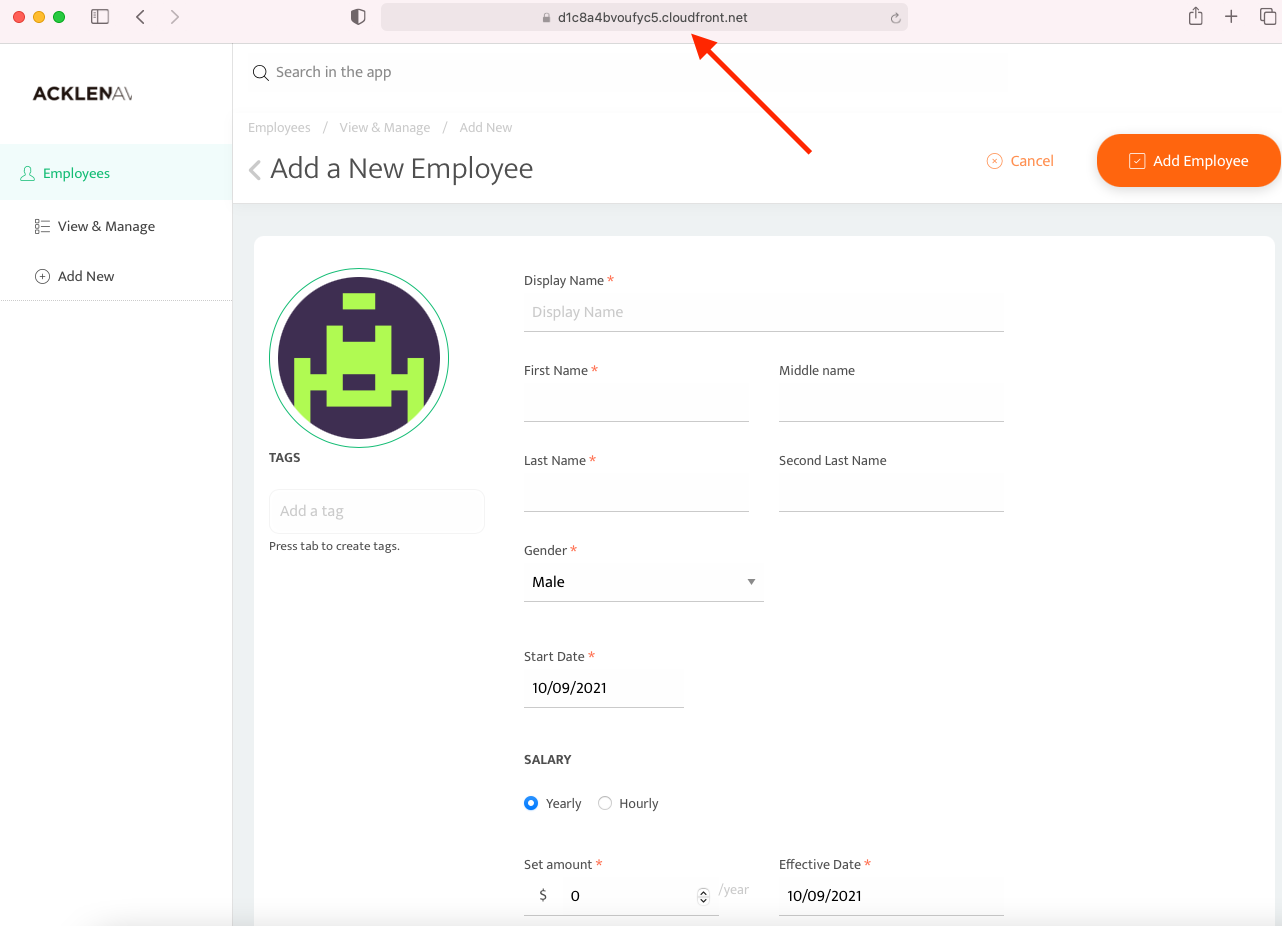 d1c8a4bvoufyc5.cloudfront.net
ACKLENAV
Search in the app
Employees / View & Manage / Add New
Add a New Employee
Cancel
Add Employee
Employees
View & Manage
Add New
TAGS
Add a tag
Press tab to create tags.
Display Name *
Display Name
First Name *
Middle name
Last Name *
Second Last Name
Gender *
Male
Start Date *
10/09/2021
SALARY
Yearly
Hourly
Set amount *
$ 0 /year
Effective Date *
10/09/2021